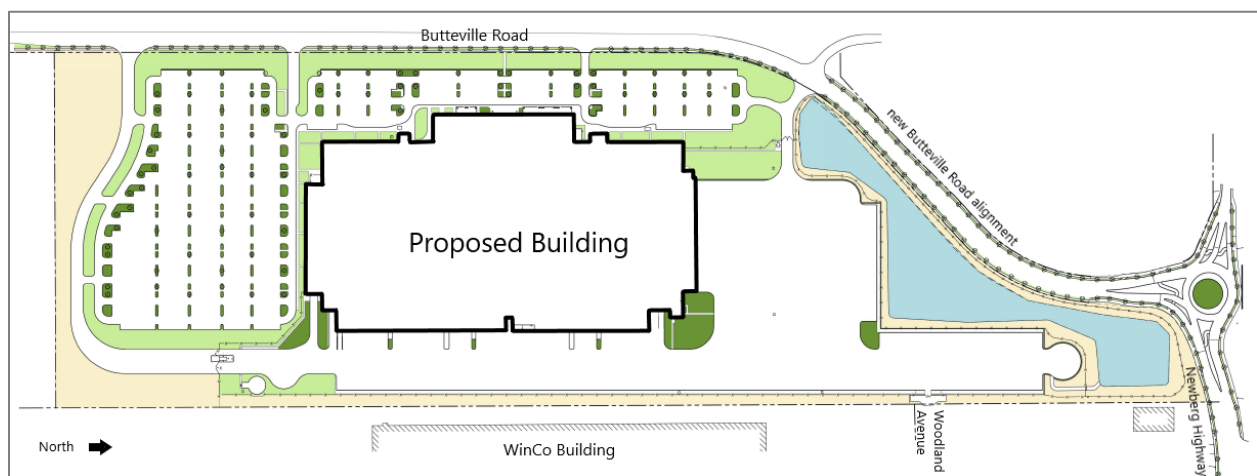 Butteville Road
new Butteville Road alignment
Proposed Building
North
WinCo Building
Woodland
Avenue
Newberg Highway